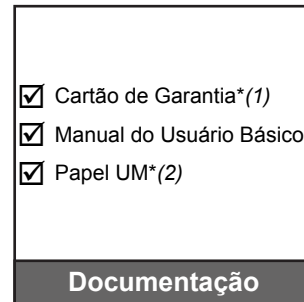 ☑ Cartão de Garantia*(1)
☑ Manual do Usuário Básico
☑ Papel UM*(2)
Documentação